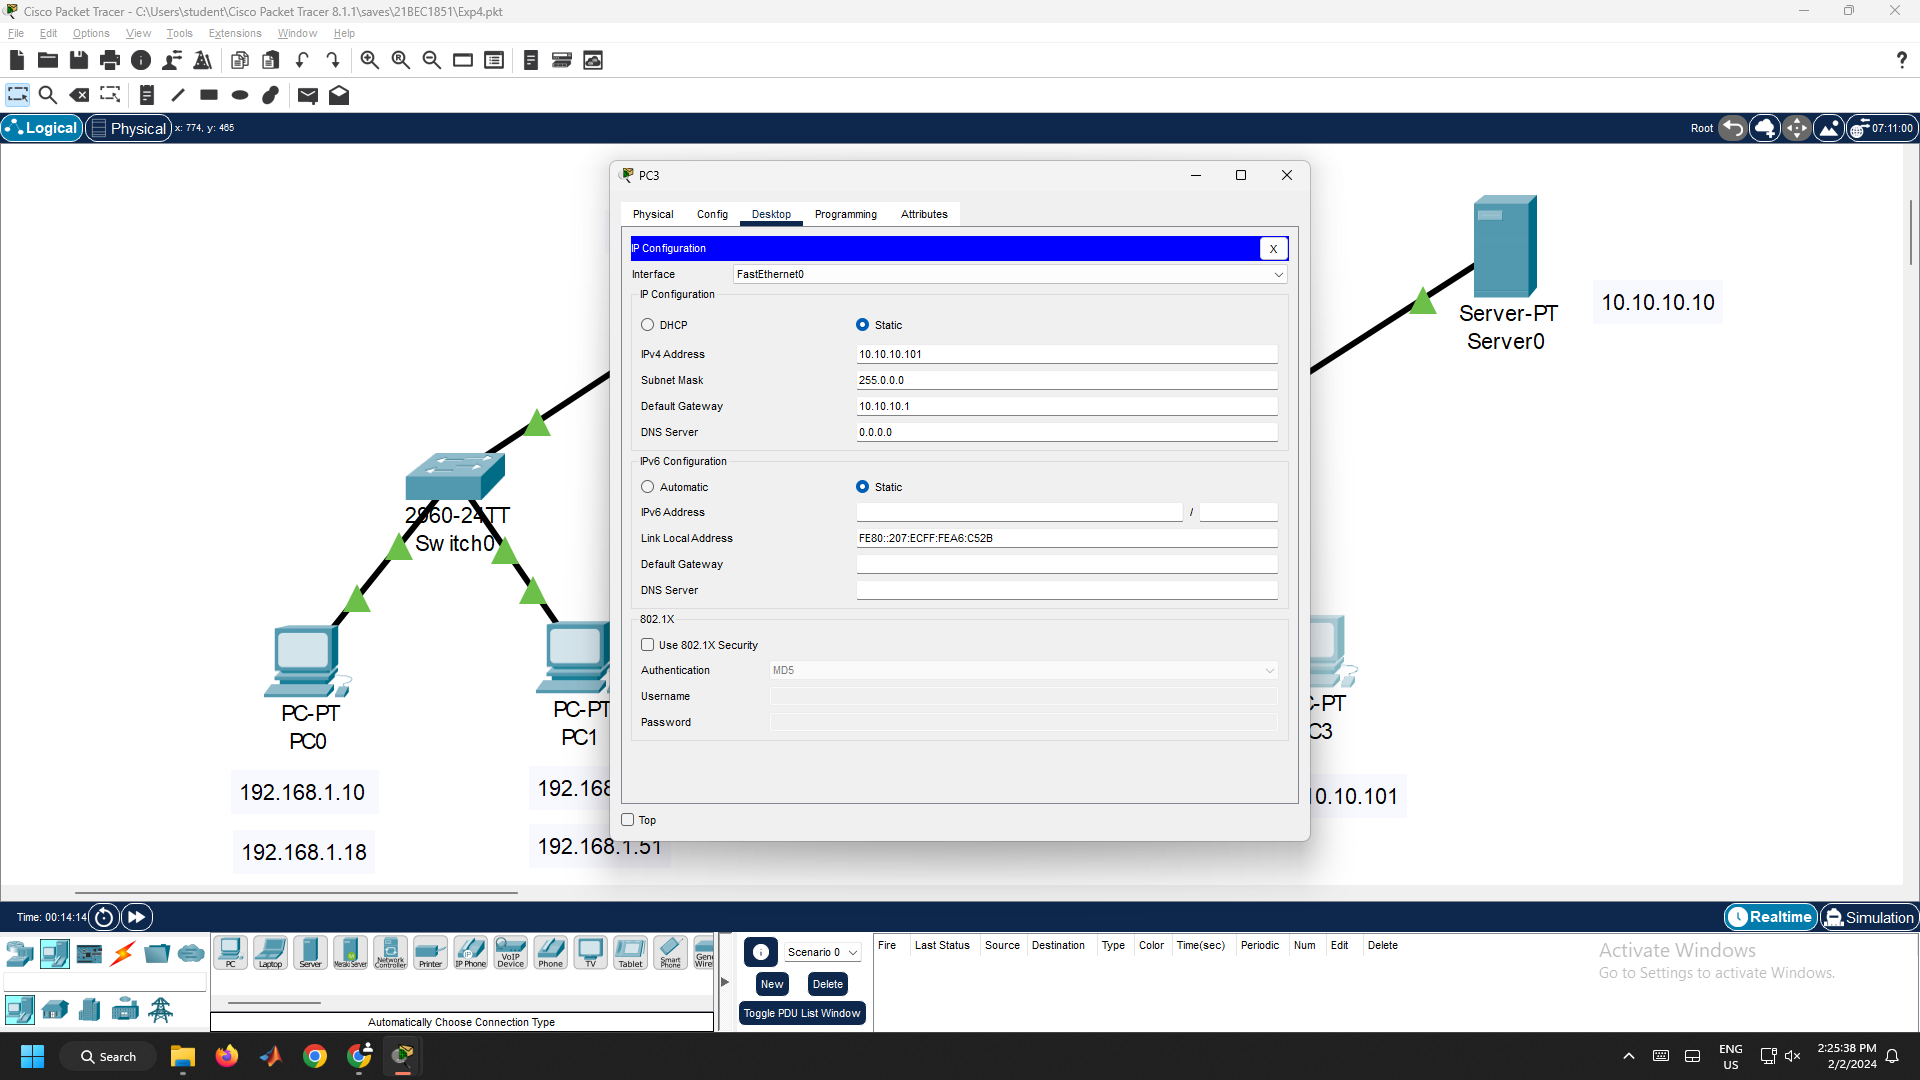 Cisco Packet Tracer - C:\Users\student\Cisco Packet Tracer 8.1.1\saves\21BEC1851\Exp4.pkt
File Edit Options View Tools Extensions Window Help
?
Logical Physical x: 774, y: 465 Root 07:11:00
PC3
Physical Config Desktop Programming Attributes
IP Configuration X
Interface FastEthernet0
IP Configuration
DHCP Static
IPv4 Address 10.10.10.101
Subnet Mask 255.0.0.0
Default Gateway 10.10.10.1
DNS Server 0.0.0.0
IPv6 Configuration
Automatic Static
IPv6 Address /
Link Local Address FE80::207:ECFF:FEA6:C52B
Default Gateway
DNS Server
802.1X
Use 802.1X Security
Authentication MD5
Username
Password
Top
Server-PT
Server0
10.10.10.10
2960-24TT
Switch0
PC-PT
PC0
PC-PT
PC1
-PT
C3
192.168.1.10
192.168
0.10.101
192.168.1.18
192.168.1.51
Time: 00:14:14 Realtime Simulation
PC Laptop Server Meraki Server Network Controller Printer IP Phone VoIP Device Phone TV Tablet Smart Phone
Automatically Choose Connection Type
Scenario 0
New Delete
Toggle PDU List Window
Fire Last Status Source Destination Type Color Time(sec) Periodic Num Edit Delete
Activate Windows
Go to Settings to activate Windows.
Search
ENG
US
2:25:38 PM
2/2/2024